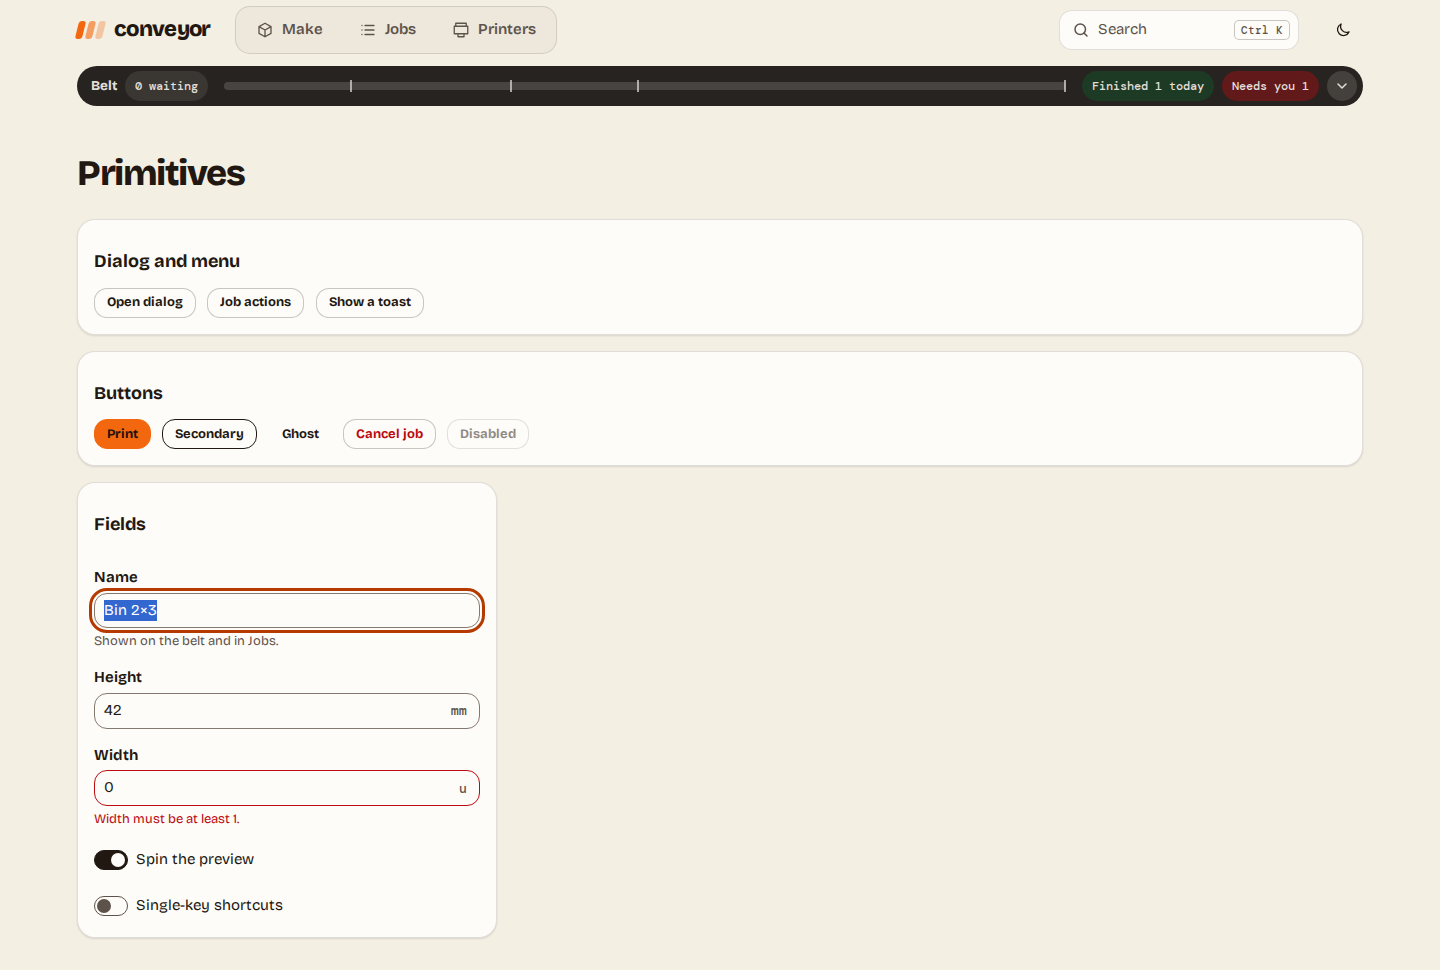 conveyor
Make
Jobs
Printers
Search
Ctrl K
Belt
0 waiting
Finished 1 today
Needs you 1
Primitives
Dialog and menu
Open dialog
Job actions
Show a toast
Buttons
Print
Secondary
Ghost
Cancel job
Disabled
Fields
Name
Bin 2×3
Shown on the belt and in Jobs.
Height
42 mm
Width
0 u
Width must be at least 1.
Spin the preview
Single-key shortcuts